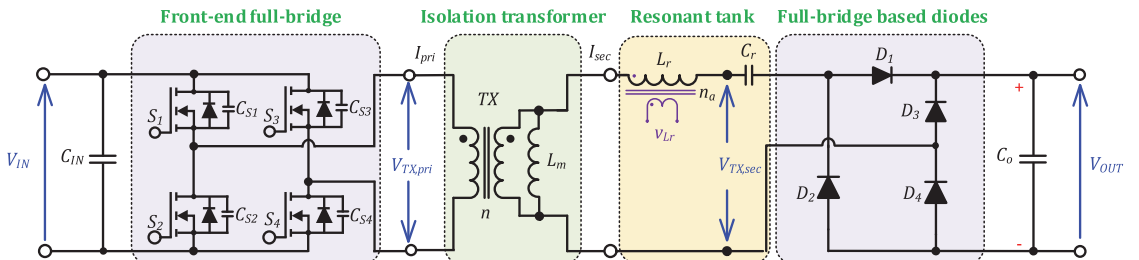 Front-end full-bridge
Isolation transformer
Resonant tank
Full-bridge based diodes
I_pri
I_sec
L_r
C_r
D_1
n_a
TX
S_1
C_S1
S_3
C_S3
D_3
+
V_IN
C_IN
V_TX,pri
L_m
v_Lr
V_TX,sec
C_o
V_OUT
D_2
D_4
S_2
C_S2
S_4
C_S4
n
-